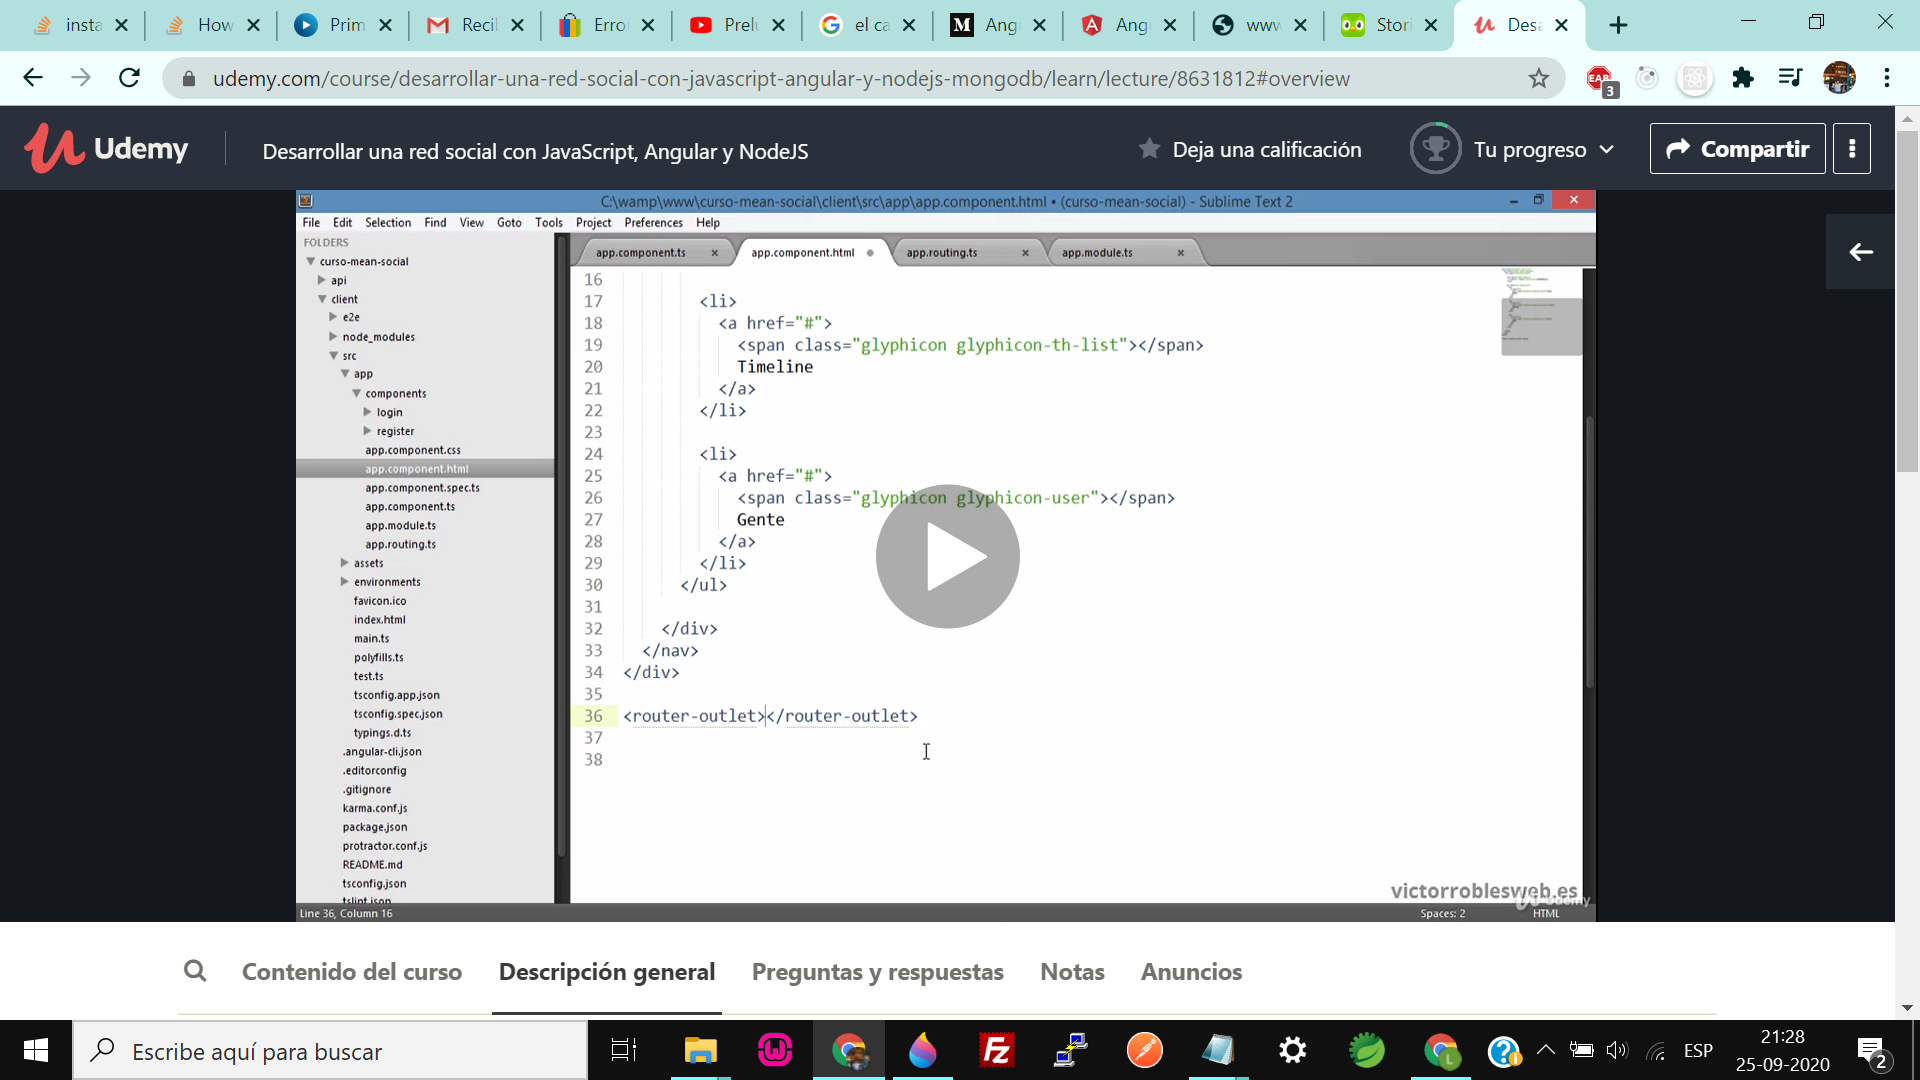 insta
How
Prim
Recil
Erro
Prelu
el ca
Ang
Ang
www
Stori
Desa
udemy.com/course/desarrollar-una-red-social-con-javascript-angular-y-nodejs-mongodb/learn/lecture/8631812#overview
3
Udemy
Desarrollar una red social con JavaScript, Angular y NodeJS
Deja una calificación
Tu progreso
Compartir
C:\wamp\www\curso-mean-social\client\src\app\app.component.html • (curso-mean-social) - Sublime Text 2
File Edit Selection Find View Goto Tools Project Preferences Help
FOLDERS
curso-mean-social
api
client
e2e
node_modules
src
app
components
login
register
app.component.css
app.component.html
app.component.spec.ts
app.component.ts
app.module.ts
app.routing.ts
assets
environments
favicon.ico
index.html
main.ts
polyfills.ts
test.ts
tsconfig.app.json
tsconfig.spec.json
typings.d.ts
.angular-cli.json
.editorconfig
.gitignore
karma.conf.js
package.json
protractor.conf.js
README.md
tsconfig.json
tslint.json
app.component.ts
app.component.html
app.routing.ts
app.module.ts
16
17 <li>
18 <a href="#">
19 <span class="glyphicon glyphicon-th-list"></span>
20 Timeline
21 </a>
22 </li>
23
24 <li>
25 <a href="#">
26 <span class="glyphicon glyphicon-user"></span>
27 Gente
28 </a>
29 </li>
30 </ul>
31
32 </div>
33 </nav>
34 </div>
35
36 <router-outlet></router-outlet>
37
38
victorroblesweb.es
Udemy
Line 36, Column 16
Spaces: 2
HTML
Contenido del curso
Descripción general
Preguntas y respuestas
Notas
Anuncios
Escribe aquí para buscar
ESP
21:28
25-09-2020
2